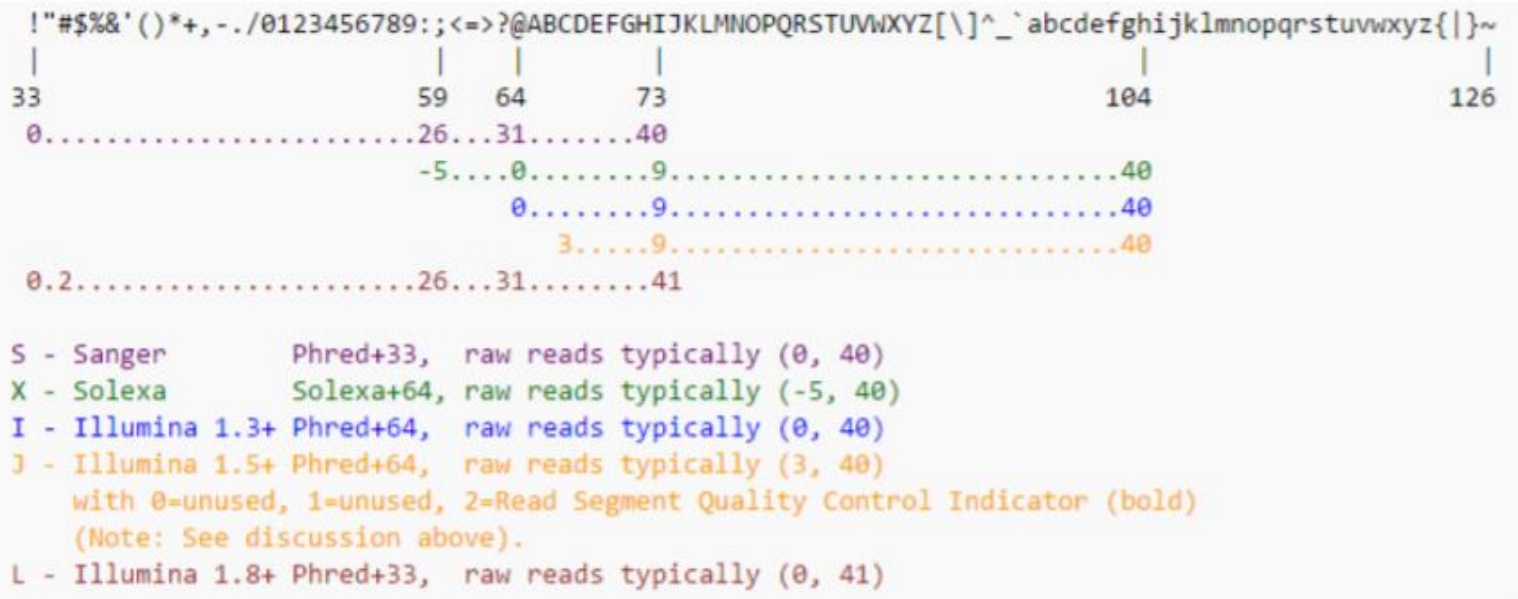 !"#$%&'()*+,-./0123456789:;<=>?@ABCDEFGHIJKLMNOPQRSTUVWXYZ[\]^_`abcdefghijklmnopqrstuvwxyz{|}~
| | | | | |
33 59 64 73 104 126
0........................26...31.......40
-5....0........9.............................40
0........9.............................40
3.....9.............................40
0.2......................26...31........41
S - Sanger Phred+33, raw reads typically (0, 40)
X - Solexa Solexa+64, raw reads typically (-5, 40)
I - Illumina 1.3+ Phred+64, raw reads typically (0, 40)
J - Illumina 1.5+ Phred+64, raw reads typically (3, 40)
with 0=unused, 1=unused, 2=Read Segment Quality Control Indicator (bold)
(Note: See discussion above).
L - Illumina 1.8+ Phred+33, raw reads typically (0, 41)